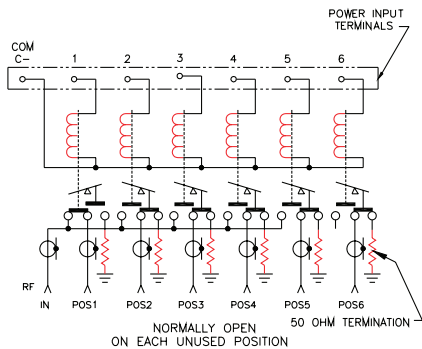 POWER INPUT
TERMINALS
COM
C-
1 2 3 4 5 6
RF
IN POS1 POS2 POS3 POS4 POS5 POS6
50 OHM TERMINATION
NORMALLY OPEN
ON EACH UNUSED POSITION